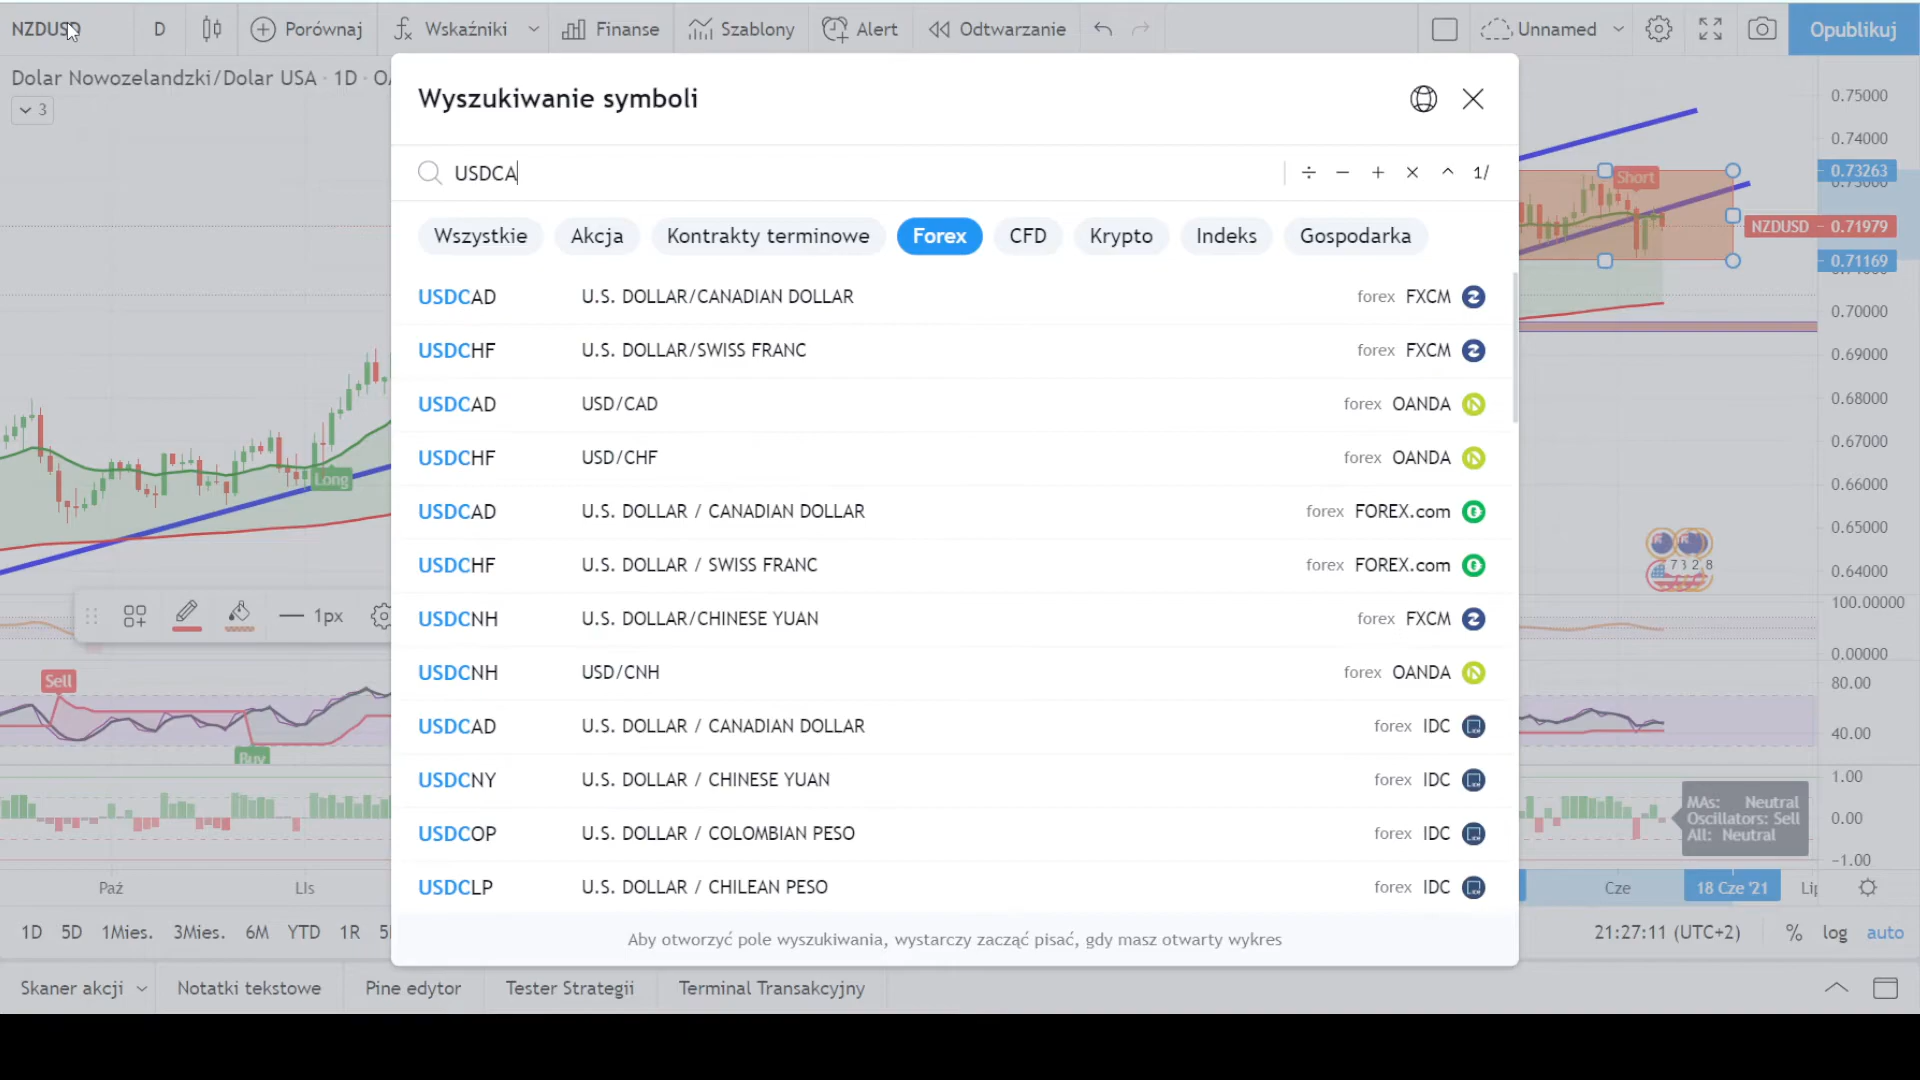 NZDUSD D Porównaj Wskaźniki Finanse Szablony Alert Odtwarzanie Unnamed Opublikuj
Dolar Nowozelandzki/Dolar USA · 1D ·
3
Wyszukiwanie symboli
USDCA
÷ − + × ^ 1/
Wszystkie Akcja Kontrakty terminowe Forex CFD Krypto Indeks Gospodarka
USDCAD U.S. DOLLAR/CANADIAN DOLLAR forex FXCM
USDCHF U.S. DOLLAR/SWISS FRANC forex FXCM
USDCAD USD/CAD forex OANDA
USDCHF USD/CHF forex OANDA
USDCAD U.S. DOLLAR / CANADIAN DOLLAR forex FOREX.com
USDCHF U.S. DOLLAR / SWISS FRANC forex FOREX.com
USDCNH U.S. DOLLAR/CHINESE YUAN forex FXCM
USDCNH USD/CNH forex OANDA
USDCAD U.S. DOLLAR / CANADIAN DOLLAR forex IDC
USDCNY U.S. DOLLAR / CHINESE YUAN forex IDC
USDCOP U.S. DOLLAR / COLOMBIAN PESO forex IDC
USDCLP U.S. DOLLAR / CHILEAN PESO forex IDC
Aby otworzyć pole wyszukiwania, wystarczy zacząć pisać, gdy masz otwarty wykres
Long
1px
Sell
Buy
Short
0.75000
0.74000
0.73263
NZDUSD 0.71979
0.71169
0.70000
0.69000
0.68000
0.67000
0.66000
0.65000
0.64000
100.00000
0.00000
80.00
40.00
1.00
0.00
−1.00
MAs: Neutral
Oscillators: Sell
All: Neutral
Paź Lis Cze 18 Cze '21
1D 5D 1Mies. 3Mies. 6M YTD 1R 21:27:11 (UTC+2) % log auto
Skaner akcji Notatki tekstowe Pine edytor Tester Strategii Terminal Transakcyjny